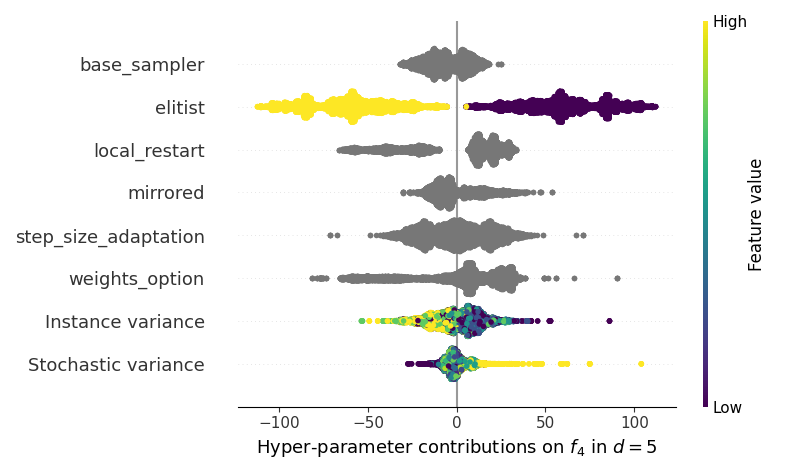 base_sampler
elitist
local_restart
mirrored
step_size_adaptation
weights_option
Instance variance
Stochastic variance
−100 −50 0 50 100
Hyper-parameter contributions on f₄ in d = 5
High
Feature value
Low